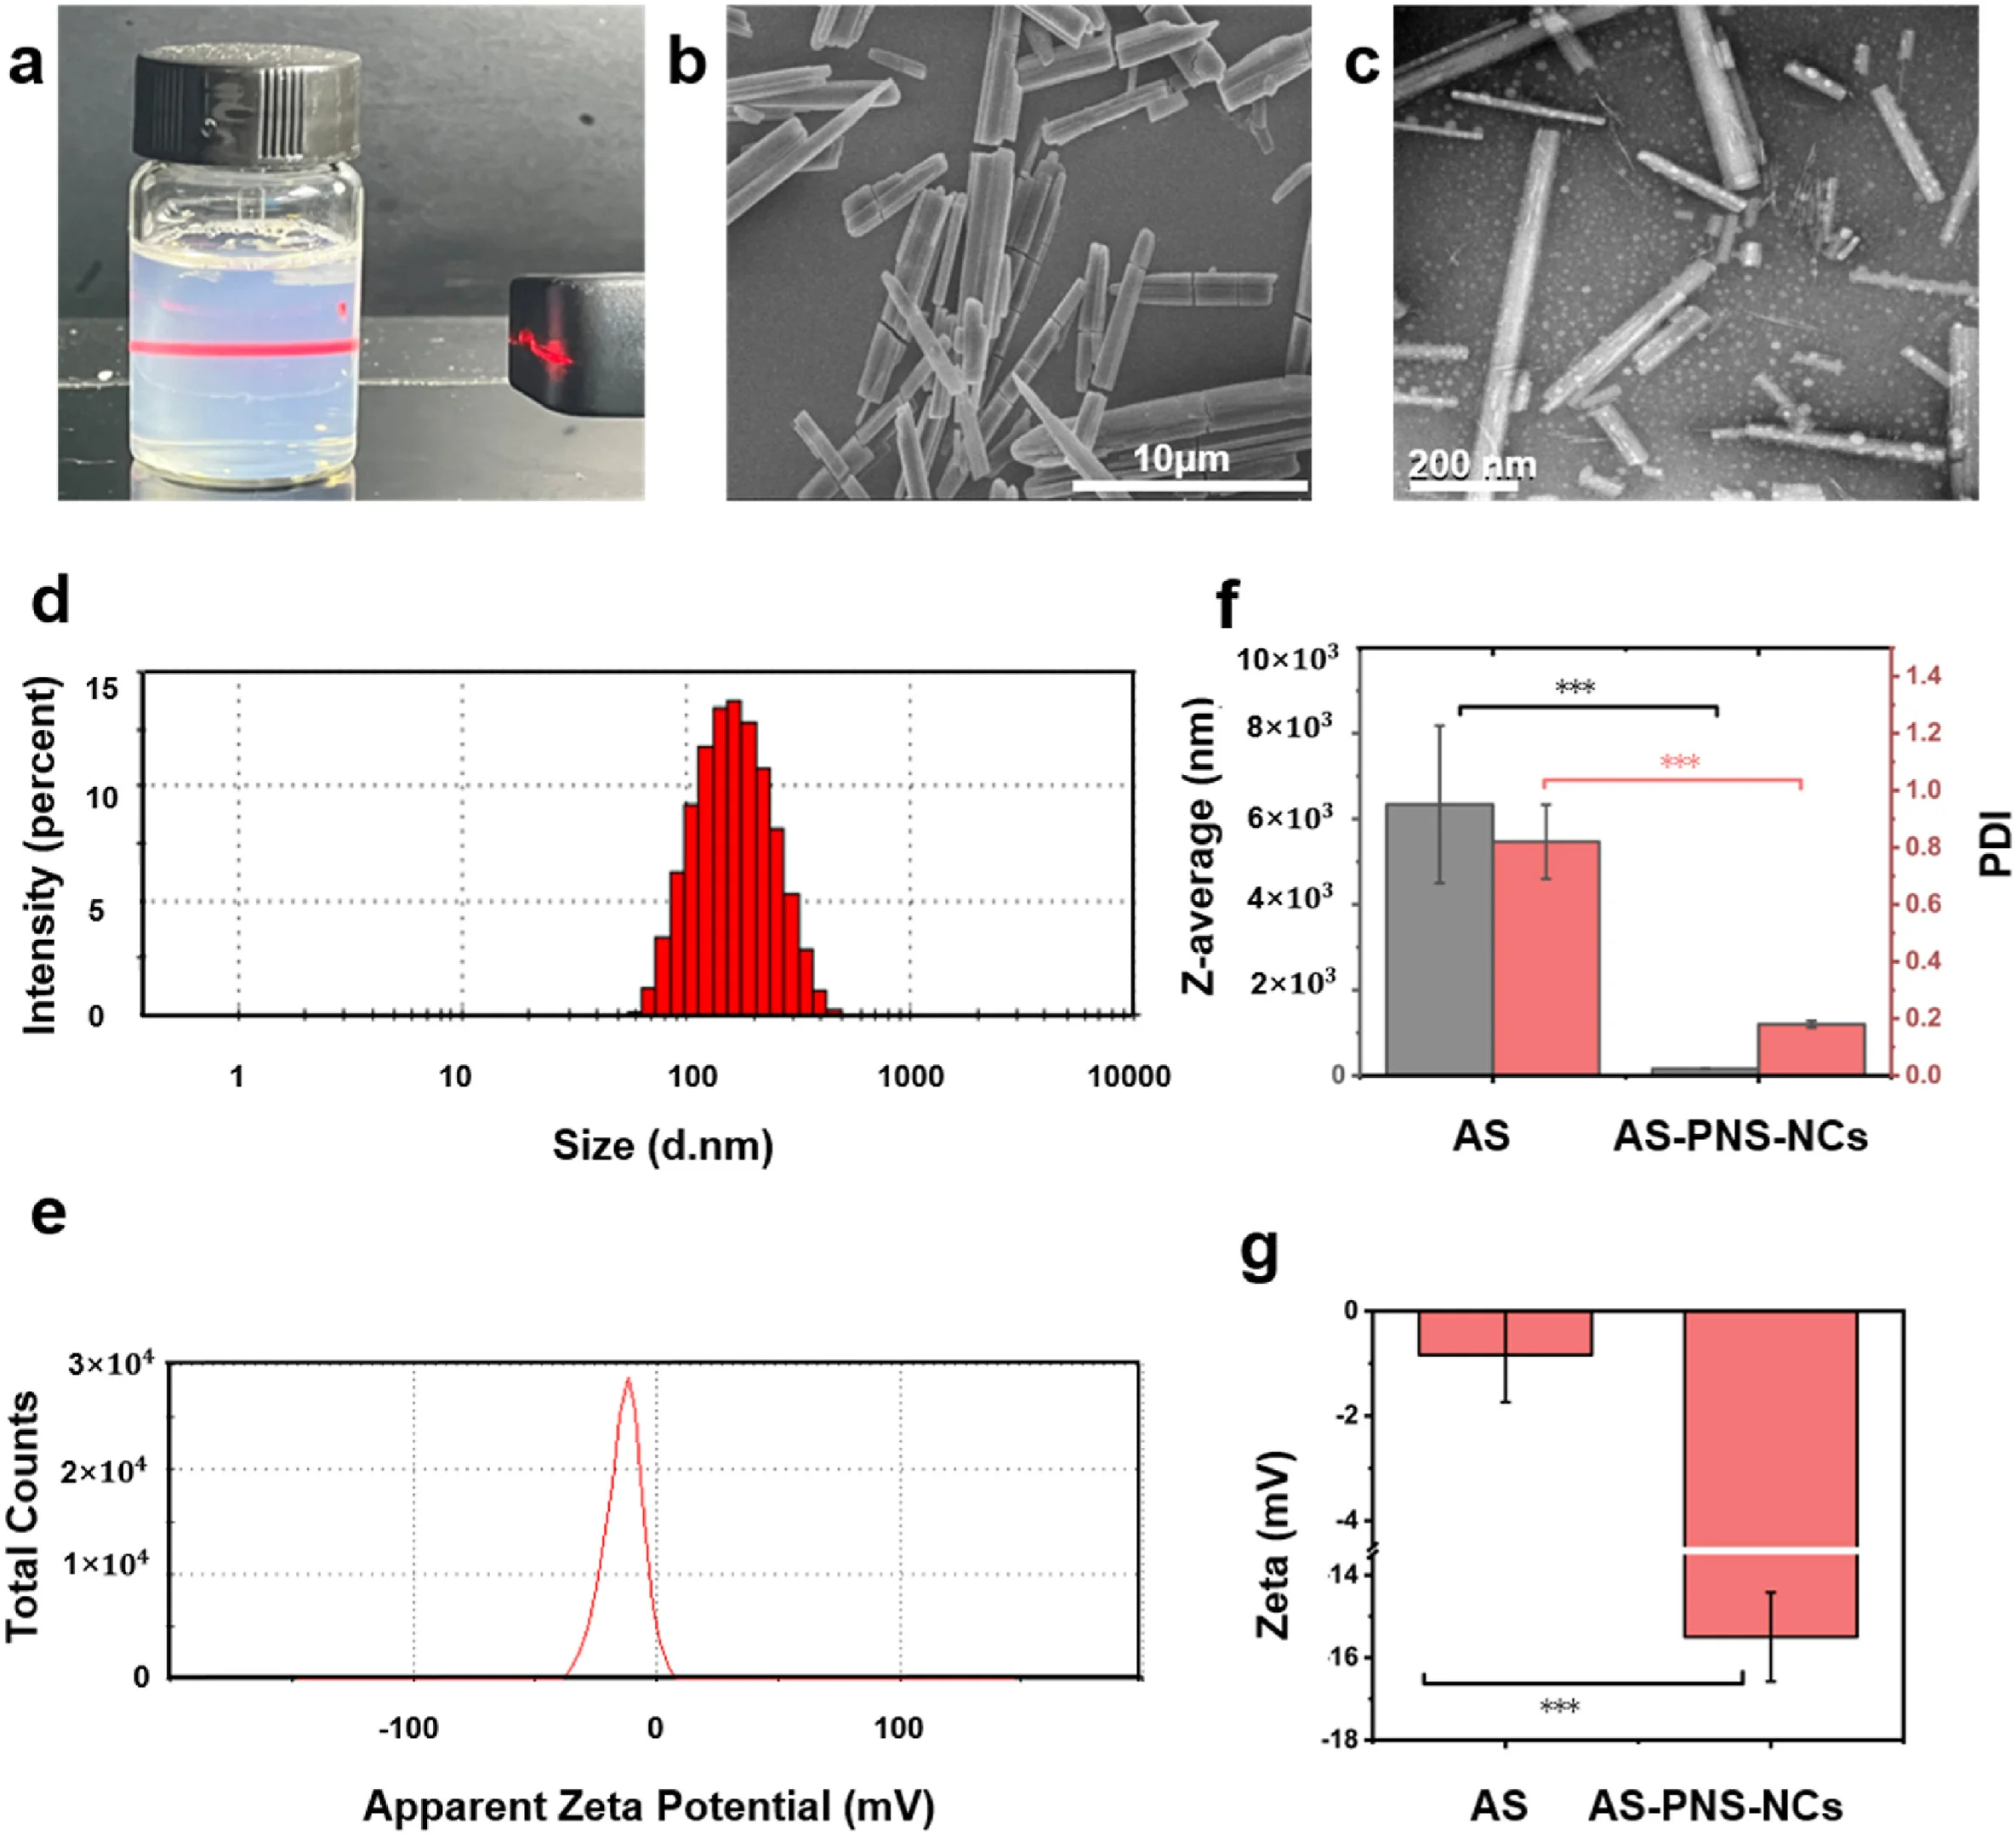 a
b
c
10μm
200 nm
d
Intensity (percent)
15
10
5
0
1
10
100
1000
10000
Size (d.nm)
f
Z-average (nm)
10×10³
8×10³
6×10³
4×10³
2×10³
0
***
***
1.4
1.2
1.0
0.8
0.6
0.4
0.2
0.0
PDI
AS
AS-PNS-NCs
e
Total Counts
3×10⁴
2×10⁴
1×10⁴
0
-100
0
100
Apparent Zeta Potential (mV)
g
Zeta (mV)
0
-2
-4
-14
-16
-18
***
AS
AS-PNS-NCs